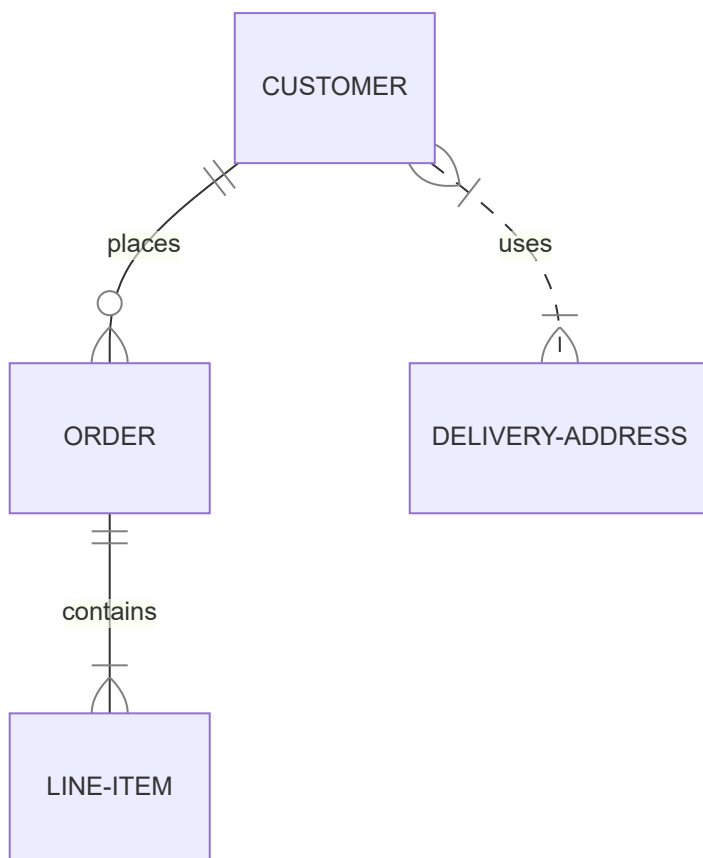 CUSTOMER
places
uses
ORDER
DELIVERY-ADDRESS
contains
LINE-ITEM